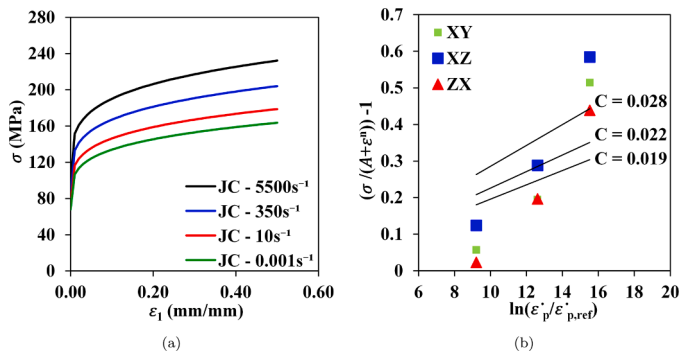 280
240
200
160
120
80
40
0
σ (MPa)
JC - 5500s⁻¹
JC - 350s⁻¹
JC - 10s⁻¹
JC - 0.001s⁻¹
0.00 0.20 0.40 0.60
ε₁ (mm/mm)
(a)
0.7
0.6
0.5
0.4
0.3
0.2
0.1
0
(σ /(A+εⁿ)) -1
XY
XZ
ZX
C = 0.028
C = 0.022
C = 0.019
6 8 10 12 14 16 18 20
ln(ε̇p/ε̇p,ref)
(b)